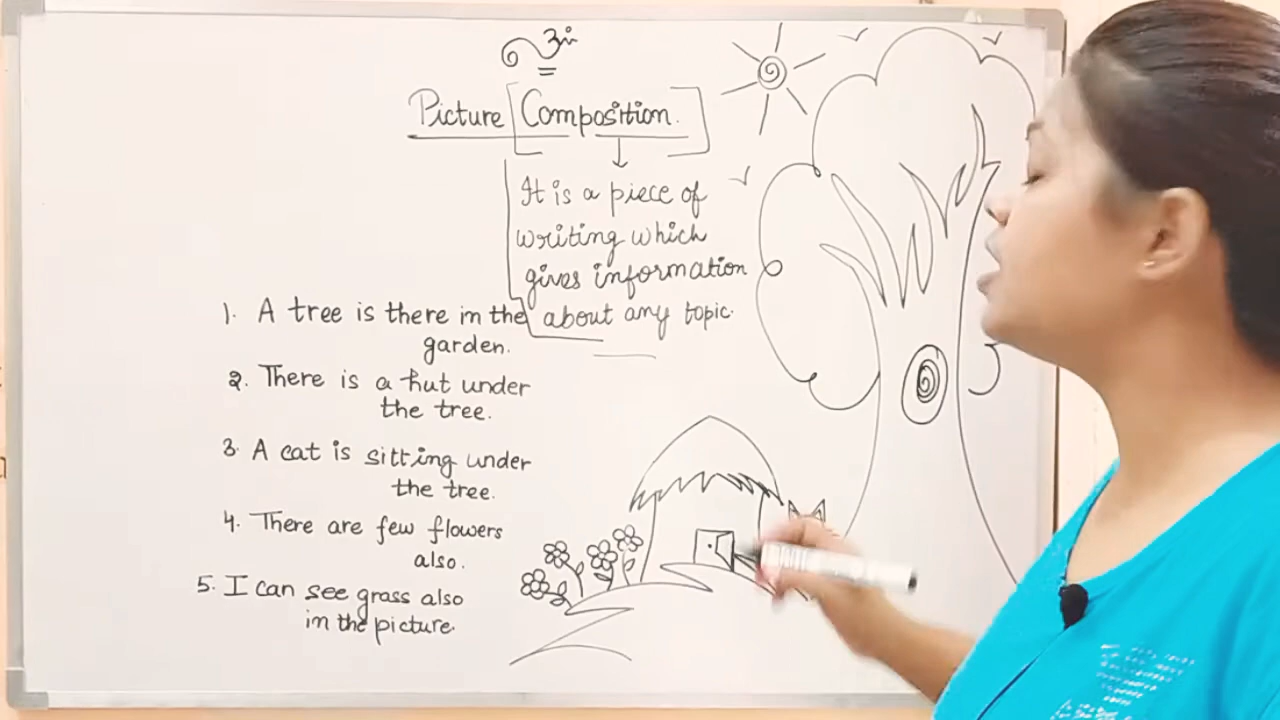 Picture Composition.
It is a piece of
writing which
gives information
about any topic.
1. A tree is there in the
garden.
2. There is a hut under
the tree.
3. A cat is sitting under
the tree.
4. There are few flowers
also.
5. I can see grass also
in the picture.